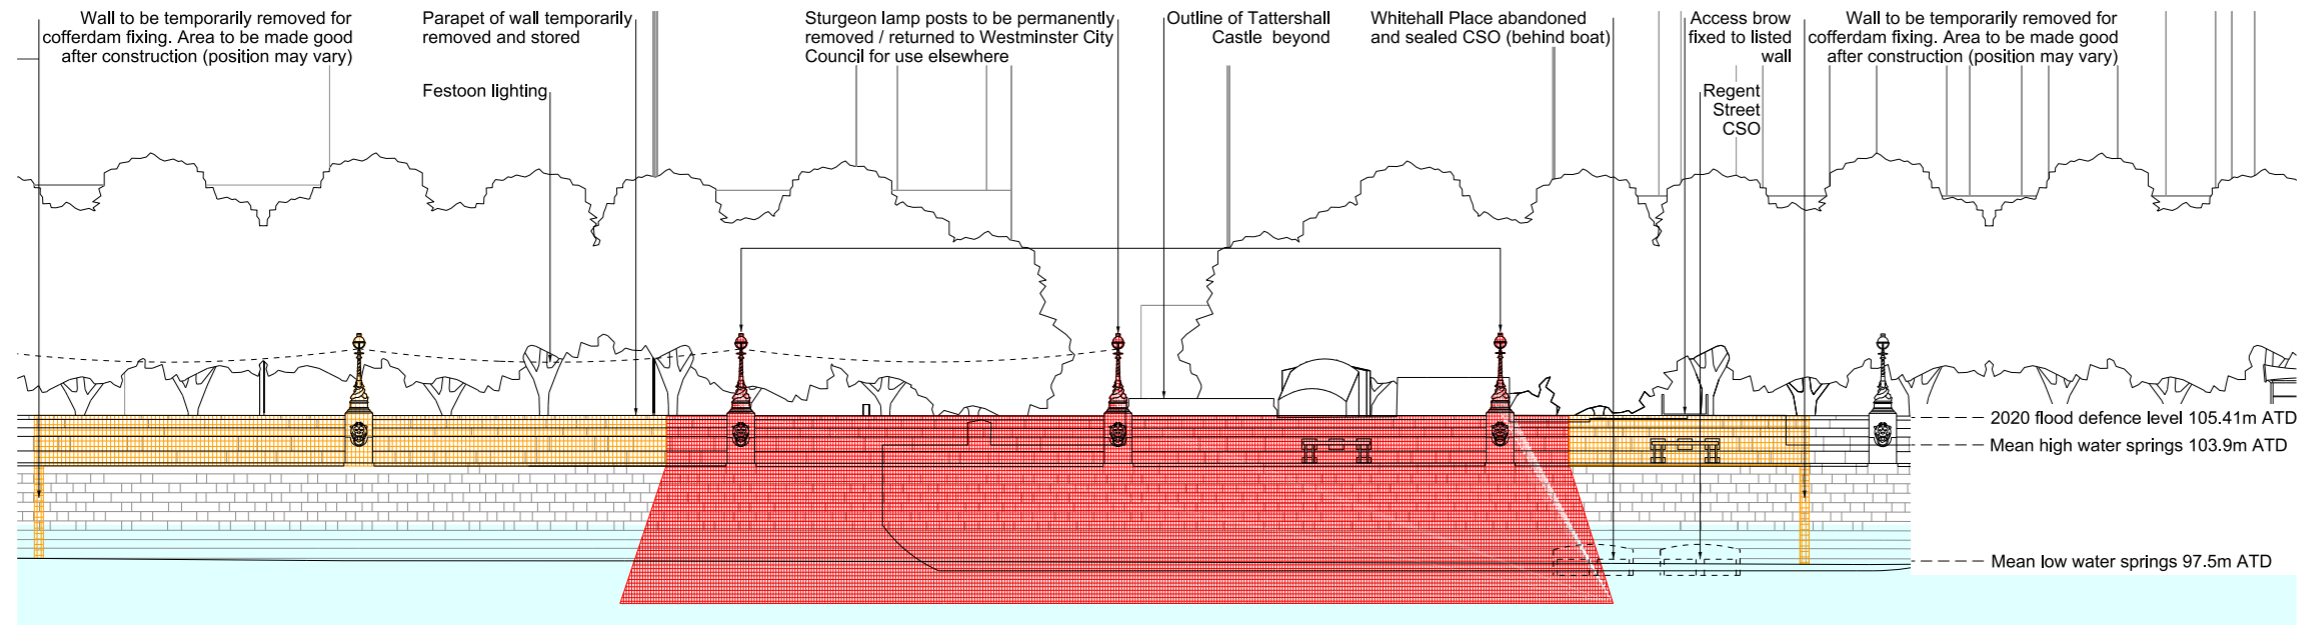 Wall to be temporarily removed for
cofferdam fixing. Area to be made good
after construction (position may vary)
Parapet of wall temporarily
removed and stored
Festoon lighting
Sturgeon lamp posts to be permanently
removed / returned to Westminster City
Council for use elsewhere
Outline of Tattershall
Castle beyond
Whitehall Place abandoned
and sealed CSO (behind boat)
Access brow
fixed to listed
wall
Regent
Street
CSO
Wall to be temporarily removed for
cofferdam fixing. Area to be made good
after construction (position may vary)
2020 flood defence level 105.41m ATD
Mean high water springs 103.9m ATD
Mean low water springs 97.5m ATD